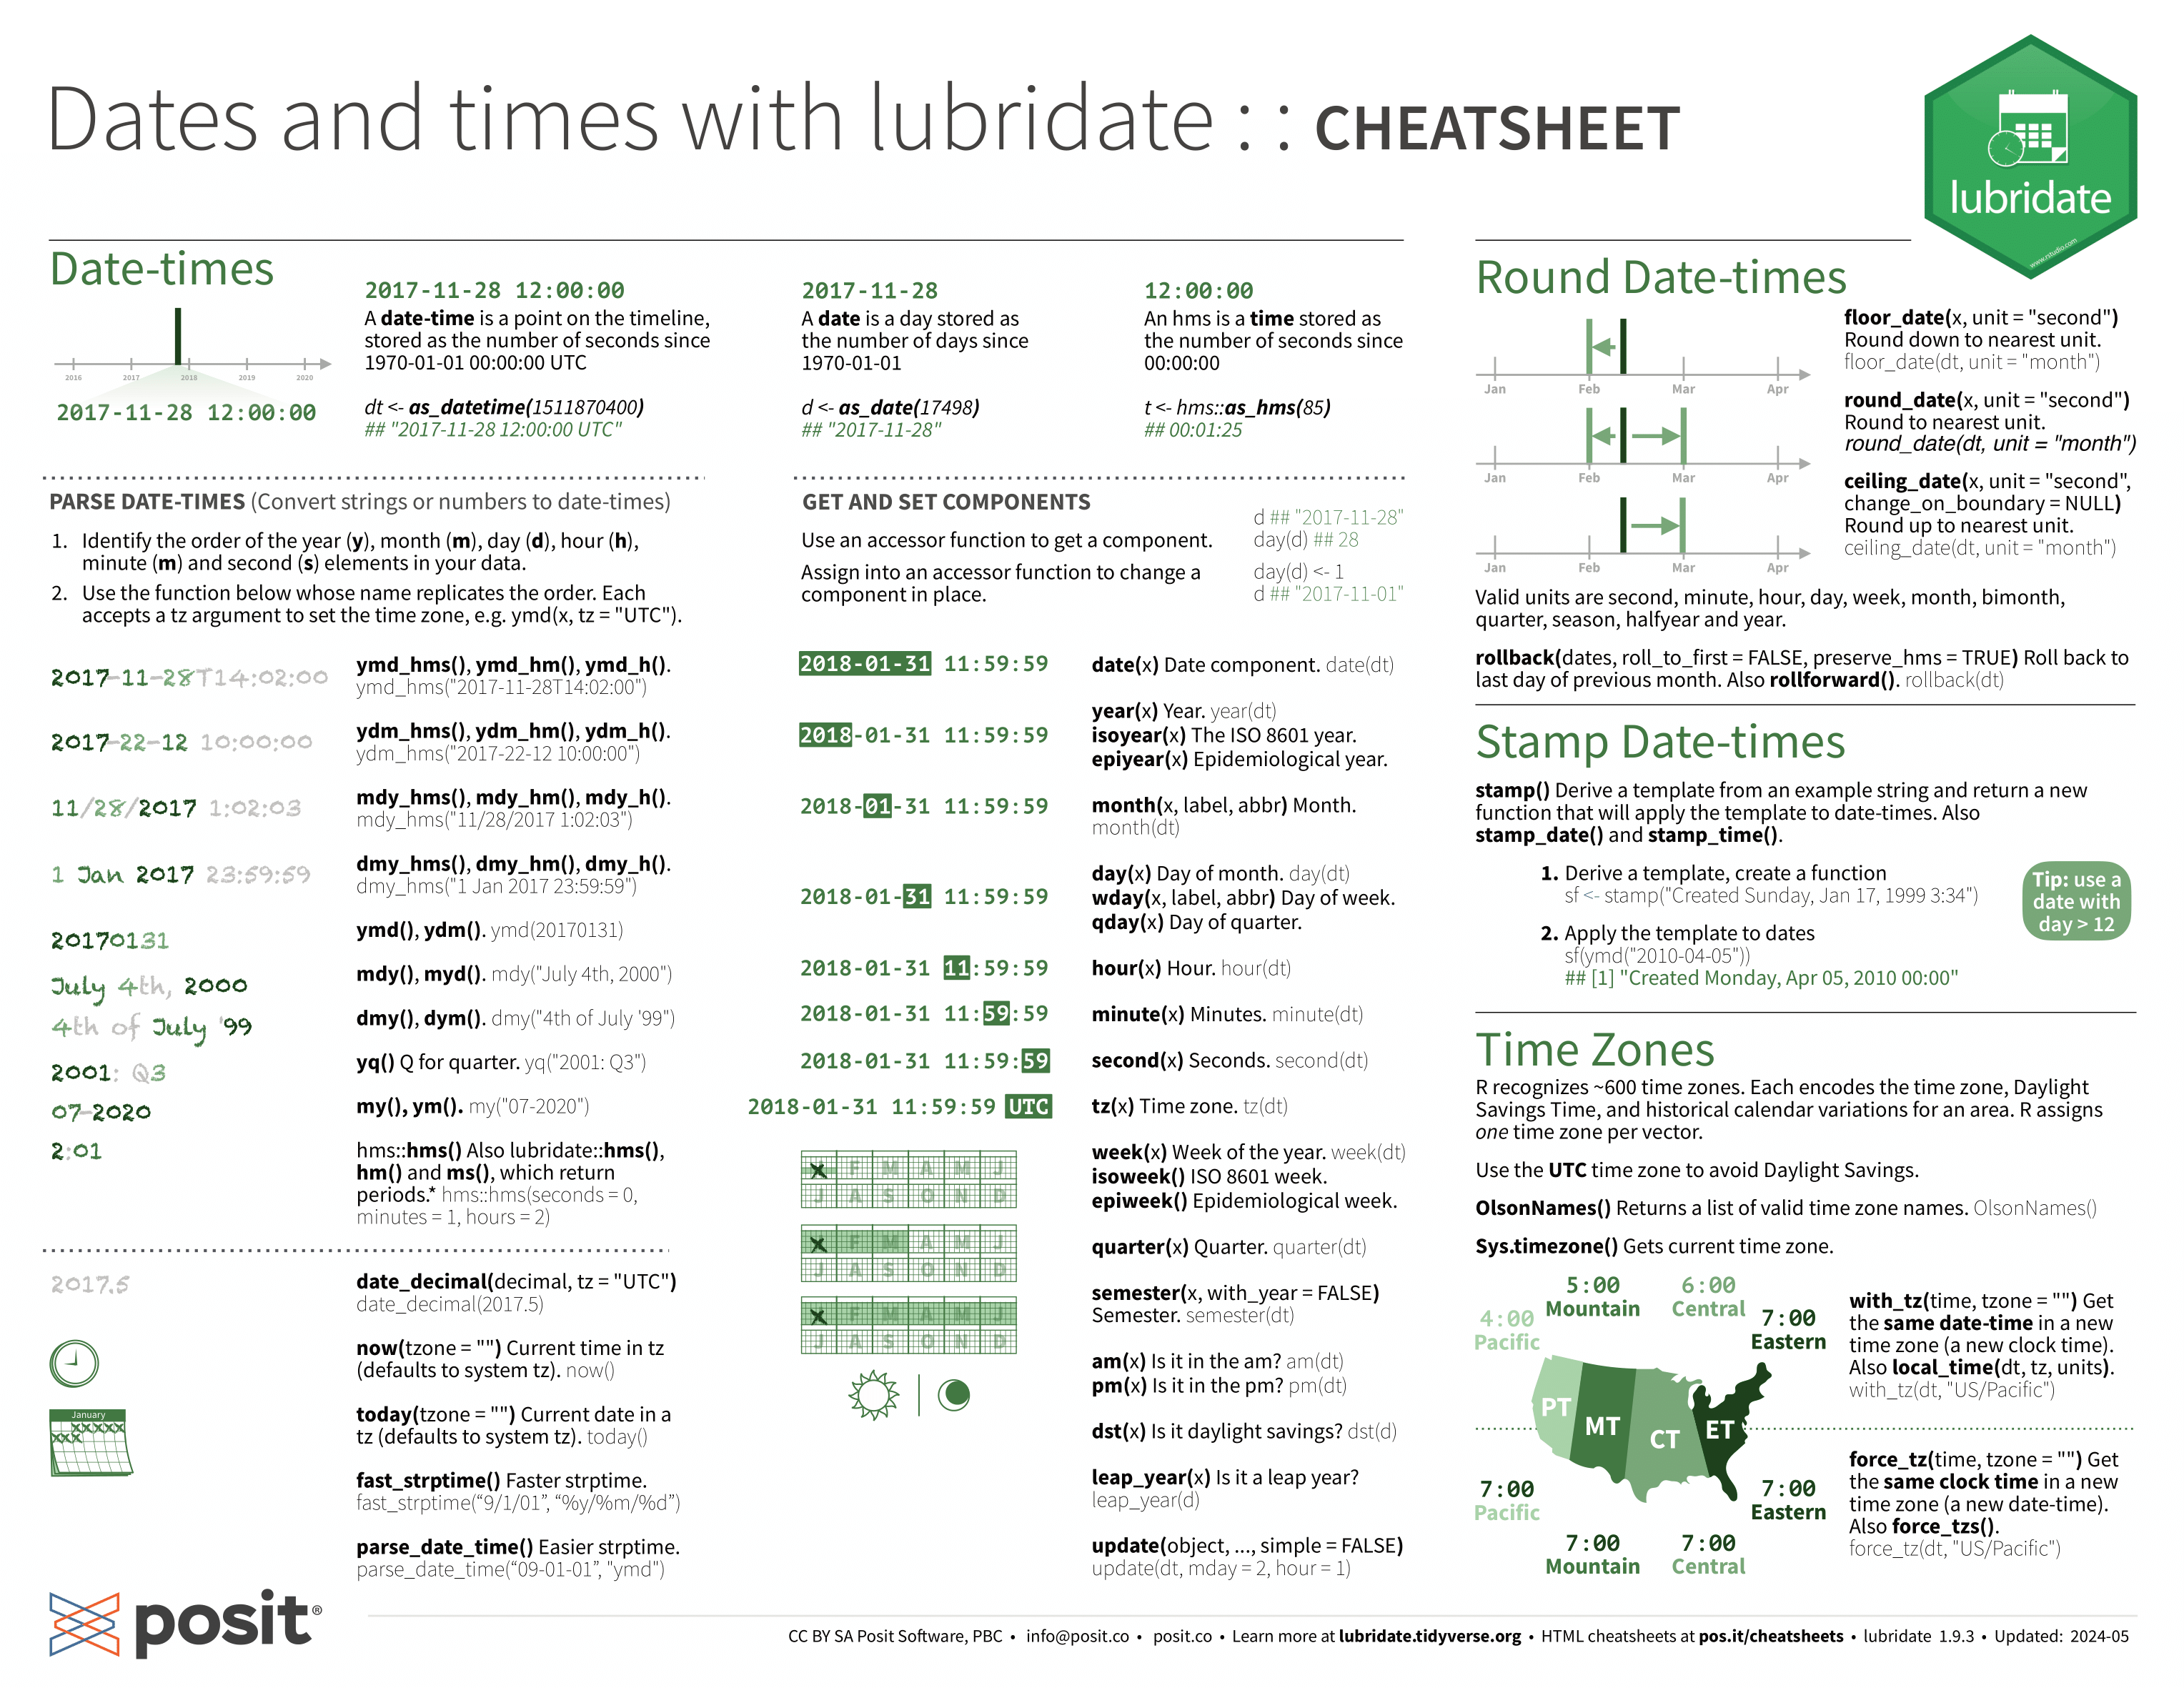 Dates and times with lubridate : : CHEATSHEET
lubridate
www.rstudio.com
Date-times
2016 2017 2018 2019 2020
2017-11-28 12:00:00
2017-11-28 12:00:00
A date-time is a point on the timeline,
stored as the number of seconds since
1970-01-01 00:00:00 UTC
dt <- as_datetime(1511870400)
## "2017-11-28 12:00:00 UTC"
2017-11-28
A date is a day stored as
the number of days since
1970-01-01
d <- as_date(17498)
## "2017-11-28"
12:00:00
An hms is a time stored as
the number of seconds since
00:00:00
t <- hms::as_hms(85)
## 00:01:25
PARSE DATE-TIMES (Convert strings or numbers to date-times)
1. Identify the order of the year (y), month (m), day (d), hour (h),
minute (m) and second (s) elements in your data.
2. Use the function below whose name replicates the order. Each
accepts a tz argument to set the time zone, e.g. ymd(x, tz = "UTC").
2017-11-28T14:02:00
ymd_hms(), ymd_hm(), ymd_h().
ymd_hms("2017-11-28T14:02:00")
2017-22-12 10:00:00
ydm_hms(), ydm_hm(), ydm_h().
ydm_hms("2017-22-12 10:00:00")
11/28/2017 1:02:03
mdy_hms(), mdy_hm(), mdy_h().
mdy_hms("11/28/2017 1:02:03")
1 Jan 2017 23:59:59
dmy_hms(), dmy_hm(), dmy_h().
dmy_hms("1 Jan 2017 23:59:59")
20170131
ymd(), ydm(). ymd(20170131)
July 4th, 2000
mdy(), myd(). mdy("July 4th, 2000")
4th of July '99
dmy(), dym(). dmy("4th of July '99")
2001: Q3
yq() Q for quarter. yq("2001: Q3")
07-2020
my(), ym(). my("07-2020")
2:01
hms::hms() Also lubridate::hms(),
hm() and ms(), which return
periods.* hms::hms(seconds = 0,
minutes = 1, hours = 2)
2017.5
date_decimal(decimal, tz = "UTC")
date_decimal(2017.5)
now(tzone = "") Current time in tz
(defaults to system tz). now()
January
today(tzone = "") Current date in a
tz (defaults to system tz). today()
fast_strptime() Faster strptime.
fast_strptime(“9/1/01”, “%y/%m/%d”)
parse_date_time() Easier strptime.
parse_date_time(“09-01-01”, "ymd")
GET AND SET COMPONENTS
Use an accessor function to get a component.
Assign into an accessor function to change a
component in place.
d ## "2017-11-28"
day(d) ## 28
day(d) <- 1
d ## "2017-11-01"
2018-01-31 11:59:59
date(x) Date component. date(dt)
2018-01-31 11:59:59
year(x) Year. year(dt)
isoyear(x) The ISO 8601 year.
epiyear(x) Epidemiological year.
2018-01-31 11:59:59
month(x, label, abbr) Month.
month(dt)
2018-01-31 11:59:59
day(x) Day of month. day(dt)
wday(x, label, abbr) Day of week.
qday(x) Day of quarter.
2018-01-31 11:59:59
hour(x) Hour. hour(dt)
2018-01-31 11:59:59
minute(x) Minutes. minute(dt)
2018-01-31 11:59:59
second(x) Seconds. second(dt)
2018-01-31 11:59:59 UTC
tz(x) Time zone. tz(dt)
J F M A M J
J A S O N D
week(x) Week of the year. week(dt)
isoweek() ISO 8601 week.
epiweek() Epidemiological week.
J F M A M J
J A S O N D
quarter(x) Quarter. quarter(dt)
J F M A M J
J A S O N D
semester(x, with_year = FALSE)
Semester. semester(dt)
am(x) Is it in the am? am(dt)
pm(x) Is it in the pm? pm(dt)
dst(x) Is it daylight savings? dst(d)
leap_year(x) Is it a leap year?
leap_year(d)
update(object, ..., simple = FALSE)
update(dt, mday = 2, hour = 1)
Round Date-times
Jan Feb Mar Apr
floor_date(x, unit = "second")
Round down to nearest unit.
floor_date(dt, unit = "month")
Jan Feb Mar Apr
round_date(x, unit = "second")
Round to nearest unit.
round_date(dt, unit = "month")
Jan Feb Mar Apr
ceiling_date(x, unit = "second",
change_on_boundary = NULL)
Round up to nearest unit.
ceiling_date(dt, unit = "month")
Valid units are second, minute, hour, day, week, month, bimonth,
quarter, season, halfyear and year.
rollback(dates, roll_to_first = FALSE, preserve_hms = TRUE) Roll back to
last day of previous month. Also rollforward(). rollback(dt)
Stamp Date-times
stamp() Derive a template from an example string and return a new
function that will apply the template to date-times. Also
stamp_date() and stamp_time().
1. Derive a template, create a function
sf <- stamp("Created Sunday, Jan 17, 1999 3:34")
2. Apply the template to dates
sf(ymd("2010-04-05"))
## [1] "Created Monday, Apr 05, 2010 00:00"
Tip: use a
date with
day > 12
Time Zones
R recognizes ~600 time zones. Each encodes the time zone, Daylight
Savings Time, and historical calendar variations for an area. R assigns
one time zone per vector.
Use the UTC time zone to avoid Daylight Savings.
OlsonNames() Returns a list of valid time zone names. OlsonNames()
Sys.timezone() Gets current time zone.
4:00
Pacific
5:00
Mountain
6:00
Central
7:00
Eastern
PT MT CT ET
7:00
Pacific
7:00
Mountain
7:00
Central
7:00
Eastern
with_tz(time, tzone = "") Get
the same date-time in a new
time zone (a new clock time).
Also local_time(dt, tz, units).
with_tz(dt, "US/Pacific")
force_tz(time, tzone = "") Get
the same clock time in a new
time zone (a new date-time).
Also force_tzs().
force_tz(dt, "US/Pacific")
posit®
CC BY SA Posit Software, PBC • info@posit.co • posit.co • Learn more at lubridate.tidyverse.org • HTML cheatsheets at pos.it/cheatsheets • lubridate 1.9.3 • Updated: 2024-05